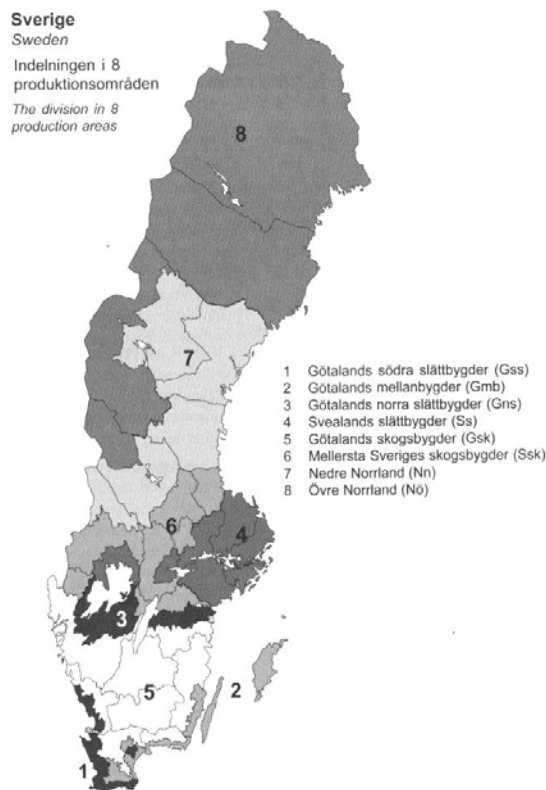 Sverige
Sweden
Indelningen i 8
produktionsområden
The division in 8
production areas
8
7
1 Götalands södra slättbygder (Gss)
2 Götalands mellanbygder (Gmb)
3 Götalands norra slättbygder (Gns)
4 Svealands slättbygder (Ss)
5 Götalands skogsbygder (Gsk)
6 Mellersta Sveriges skogsbygder (Ssk)
7 Nedre Norrland (Nn)
8 Övre Norrland (Nö)
6
4
3
5
2
1